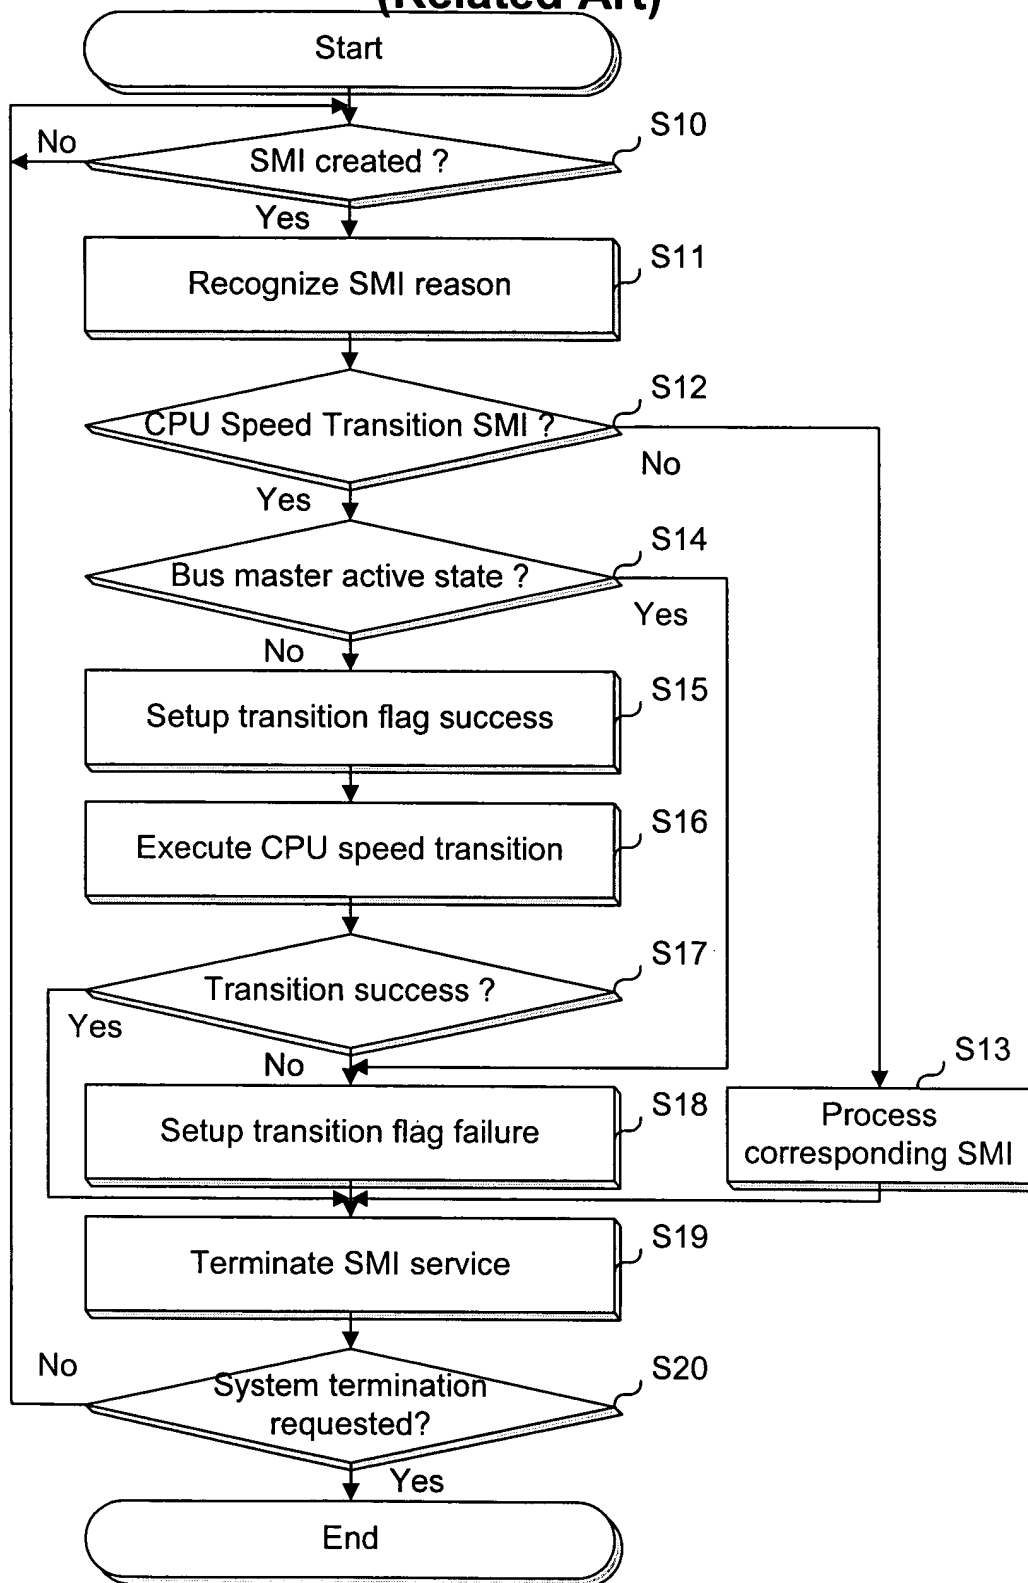 (Related Art)
Start
S10
No
SMI created ?
Yes
S11
Recognize SMI reason
S12
CPU Speed Transition SMI ?
No
Yes
S14
Bus master active state ?
Yes
No
S15
Setup transition flag success
S16
Execute CPU speed transition
S17
Transition success ?
Yes
No
S13
S18
Process
corresponding SMI
Setup transition flag failure
S19
Terminate SMI service
No
S20
System termination
requested?
Yes
End